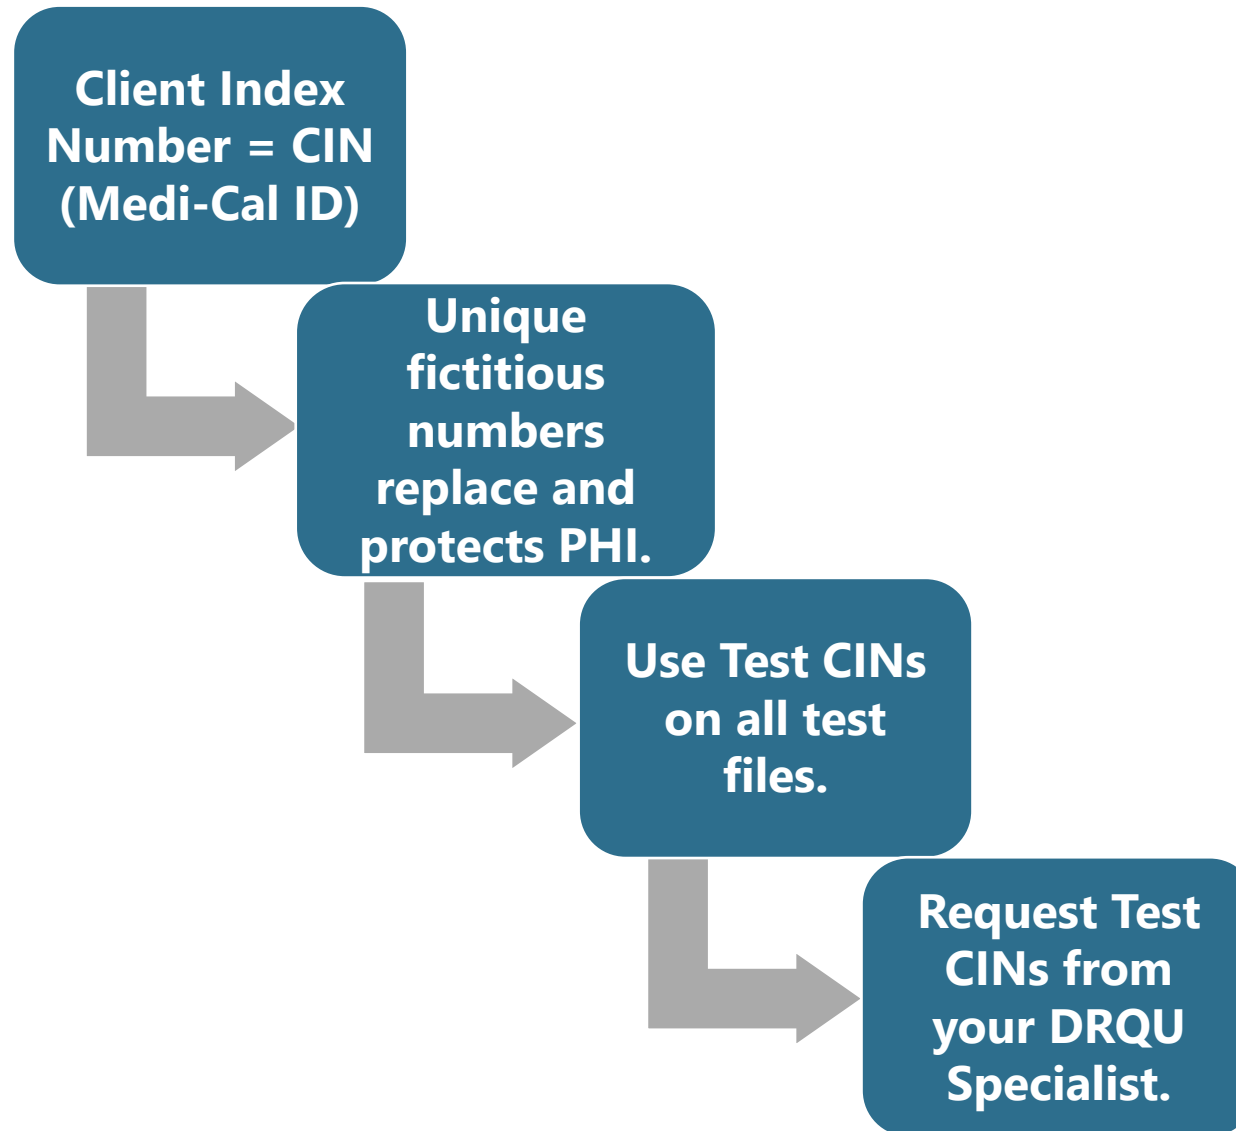 Client Index
Number = CIN
(Medi-Cal ID)
Unique
fictitious
numbers
replace and
protects PHI.
Use Test CINs
on all test
files.
Request Test
CINs from
your DRQU
Specialist.